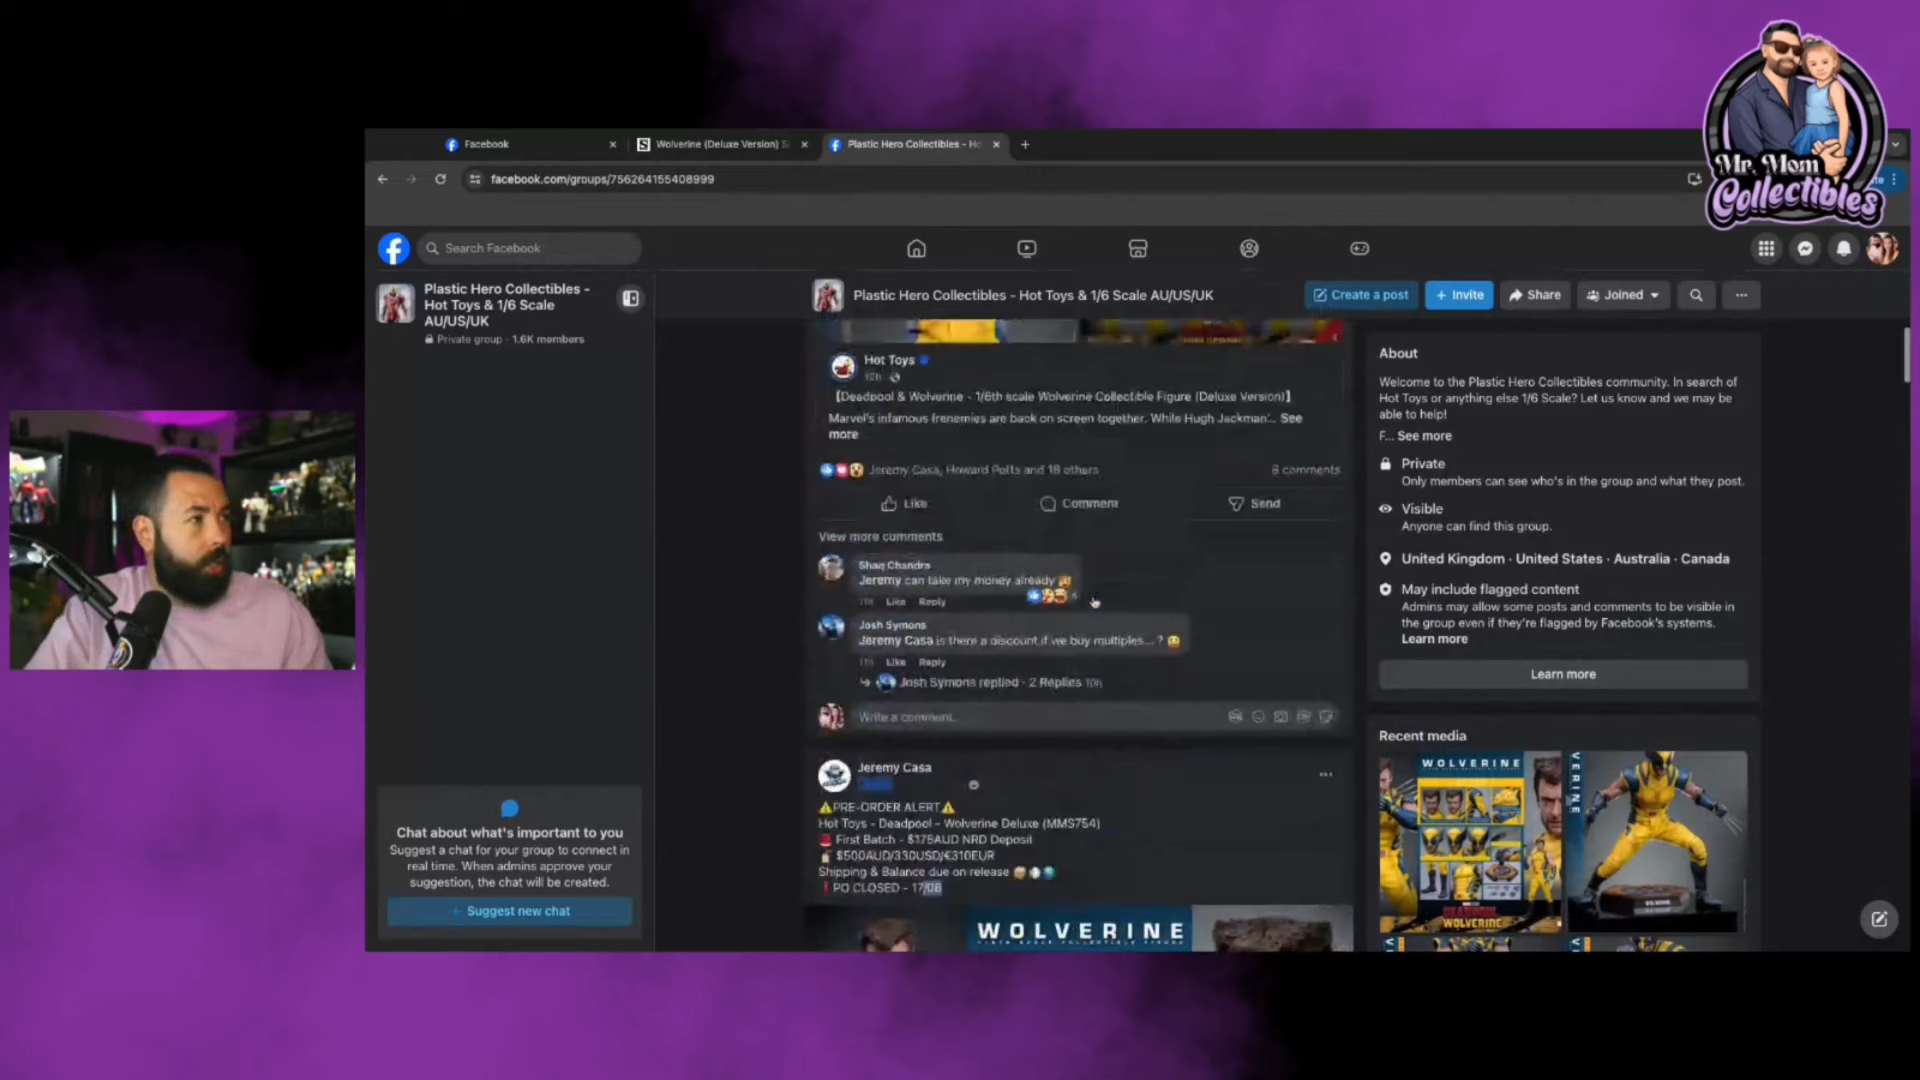 Mr. Mom
Collectibles
Facebook
Wolverine (Deluxe Version) S
Plastic Hero Collectibles - Ho
facebook.com/groups/756264155408999
Search Facebook
Plastic Hero Collectibles -
Hot Toys & 1/6 Scale
AU/US/UK
Private group · 1.6K members
Plastic Hero Collectibles - Hot Toys & 1/6 Scale AU/US/UK
Create a post
+ Invite
Share
Joined
Hot Toys
【Deadpool & Wolverine - 1/6th scale Wolverine Collectible Figure (Deluxe Version)】
Marvel's infamous frenemies are back on screen together. While Hugh Jackman'... See
more
Jeremy Casa, Howard Potts and 18 others
6 comments
Like
Comment
Send
View more comments
Shaq Chandra
Jeremy can take my money already
Like Reply
Josh Symons
Jeremy Casa is there a discount if we buy multiples... ?
11h Like Reply
Josh Symons replied · 2 Replies 10h
Write a comment...
Jeremy Casa
⚠️PRE-ORDER ALERT⚠️
Hot Toys - Deadpool - Wolverine Deluxe (MMS754)
First Batch - $175AUD NRD Deposit
$500AUD/330USD/€310EUR
Shipping & Balance due on release
PO CLOSED - 17/06
WOLVERINE
About
Welcome to the Plastic Hero Collectibles community. In search of
Hot Toys or anything else 1/6 Scale? Let us know and we may be
able to help!
F... See more
Private
Only members can see who's in the group and what they post.
Visible
Anyone can find this group.
United Kingdom · United States · Australia · Canada
May include flagged content
Admins may allow some posts and comments to be visible in
the group even if they're flagged by Facebook's systems.
Learn more
Learn more
Recent media
WOLVERINE
VERINE
DEADPOOL
WOLVERINE
Chat about what's important to you
Suggest a chat for your group to connect in
real time. When admins approve your
suggestion, the chat will be created.
+ Suggest new chat